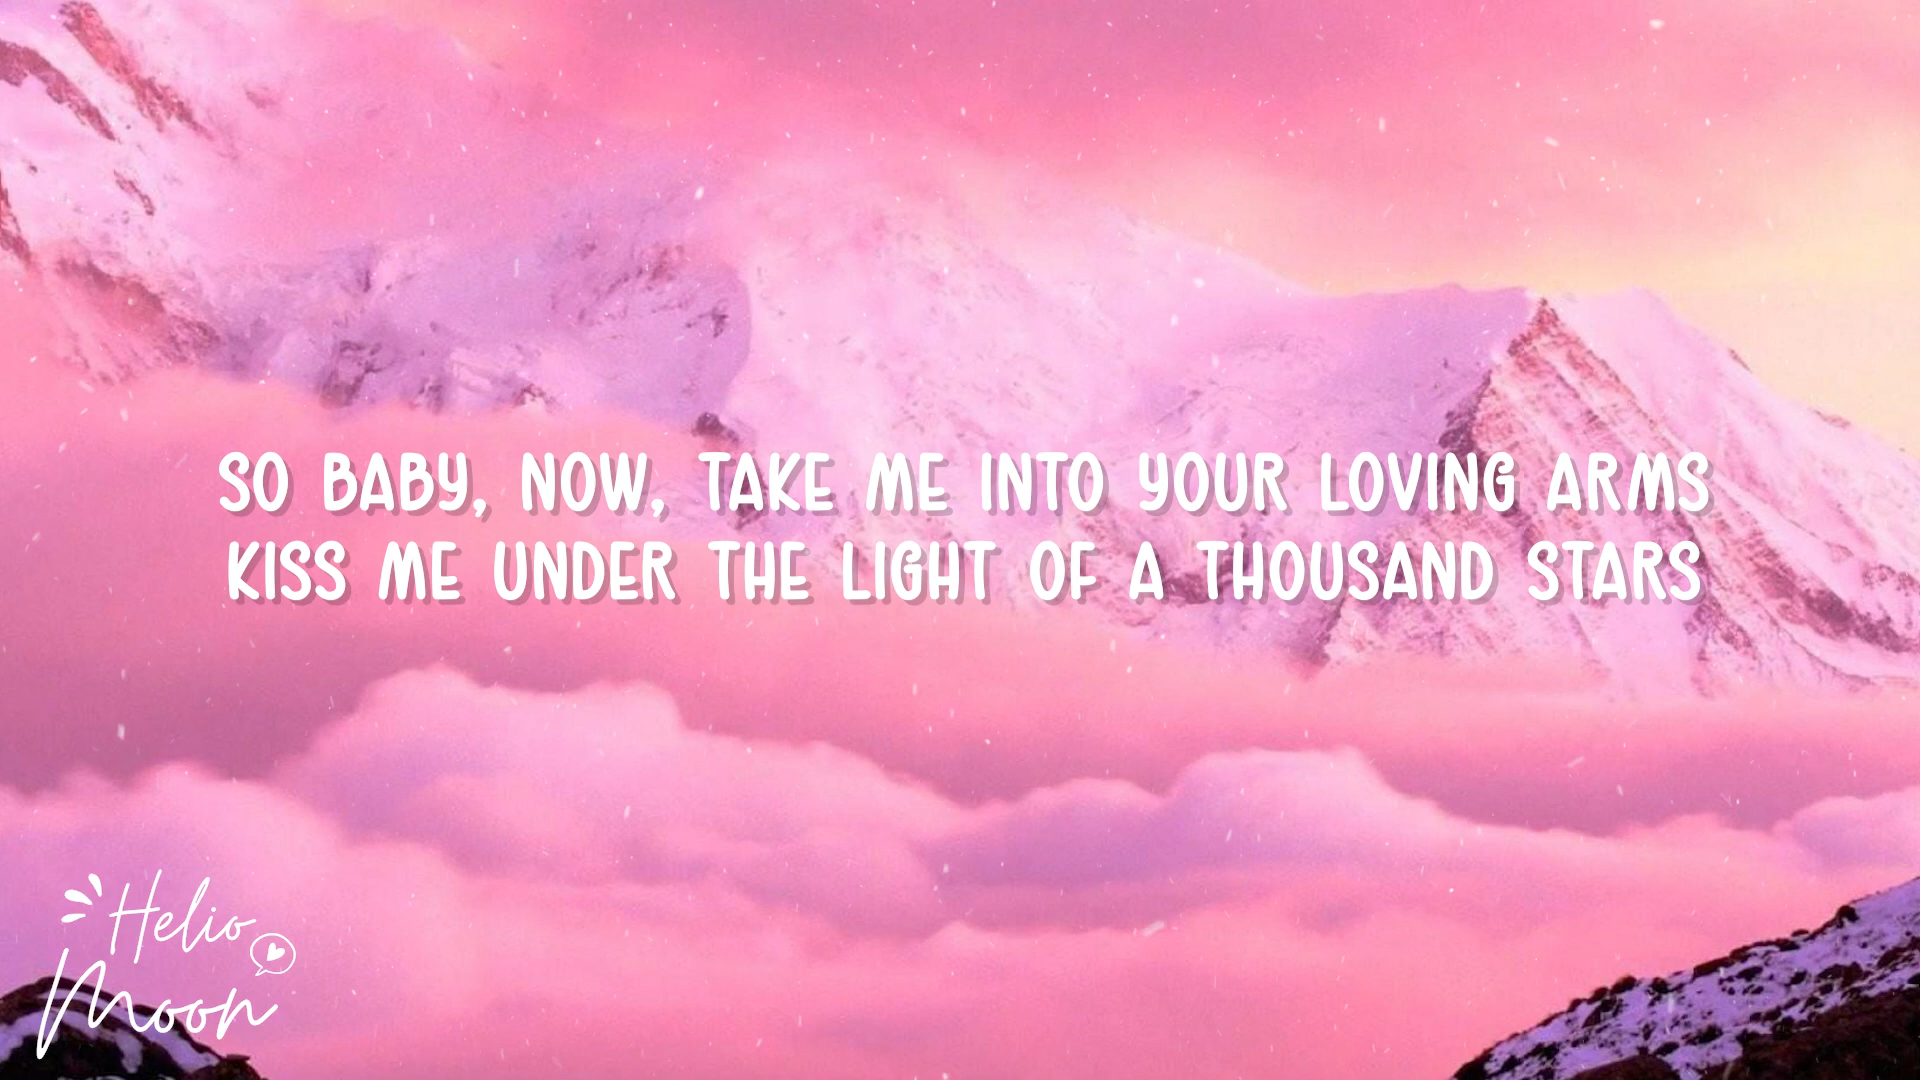 SO BABY, NOW, TAKE ME INTO YOUR LOVING ARMS
KISS ME UNDER THE LIGHT OF A THOUSAND STARS
Helio
Moon